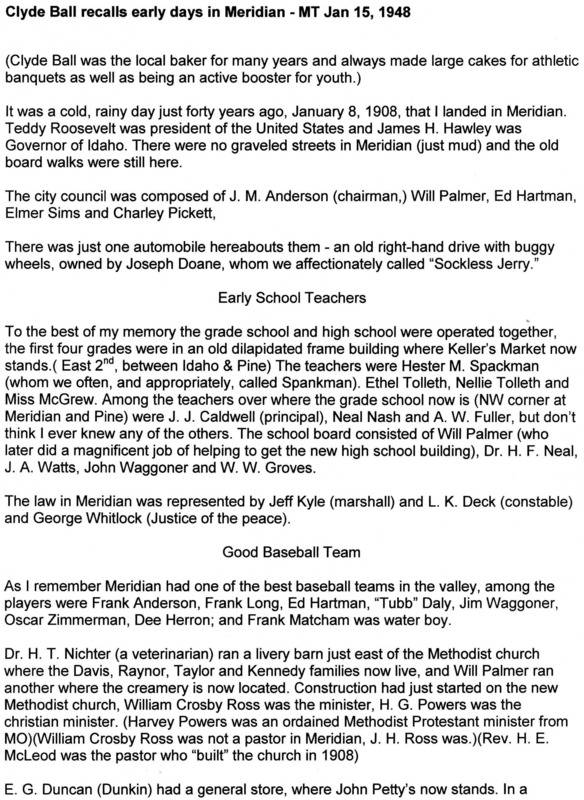 Clyde Ball recalls early days in Meridian - MT Jan 15, 1948
(Clyde Ball was the local baker for many years and always made large cakes for athletic
banquets as well as being an active booster for youth.)
It was a cold, rainy day just forty years ago, January 8, 1908, that I landed in Meridian.
Teddy Roosevelt was president of the United States and James H. Hawley was
Governor of Idaho. There were no graveled streets in Meridian (just mud) and the old
board walks were still here.
The city council was composed of J. M. Anderson (chairman,) Will Palmer, Ed Hartman,
Elmer Sims and Charley Pickett,
There was just one automobile hereabouts them - an old right-hand drive with buggy
wheels, owned by Joseph Doane, whom we affectionately called “Sockless Jerry.”
Early School Teachers
To the best of my memory the grade school and high school were operated together,
the first four grades were in an old dilapidated frame building where Keller’s Market now
stands.( East 2nd, between Idaho & Pine) The teachers were Hester M. Spackman
(whom we often, and appropriately, called Spankman). Ethel Tolleth, Nellie Tolleth and
Miss McGrew. Among the teachers over where the grade school now is (NW corner at
Meridian and Pine) were J. J. Caldwell (principal), Neal Nash and A. W. Fuller, but don’t
think I ever knew any of the others. The school board consisted of Will Palmer (who
later did a magnificent job of helping to get the new high school building), Dr. H. F. Neal,
J. A. Watts, John Waggoner and W. W. Groves.
The law in Meridian was represented by Jeff Kyle (marshall) and L. K. Deck (constable)
and George Whitlock (Justice of the peace).
Good Baseball Team
As I remember Meridian had one of the best baseball teams in the valley, among the
players were Frank Anderson, Frank Long, Ed Hartman, “Tubb” Daly, Jim Waggoner,
Oscar Zimmerman, Dee Herron; and Frank Matcham was water boy.
Dr. H. T. Nichter (a veterinarian) ran a livery barn just east of the Methodist church
where the Davis, Raynor, Taylor and Kennedy families now live, and Will Palmer ran
another where the creamery is now located. Construction had just started on the new
Methodist church, William Crosby Ross was the minister, H. G. Powers was the
christian minister. (Harvey Powers was an ordained Methodist Protestant minister from
MO)(William Crosby Ross was not a pastor in Meridian, J. H. Ross was.)(Rev. H. E.
McLeod was the pastor who “built” the church in 1908)
E. G. Duncan (Dunkin) had a general store, where John Petty’s now stands. In a